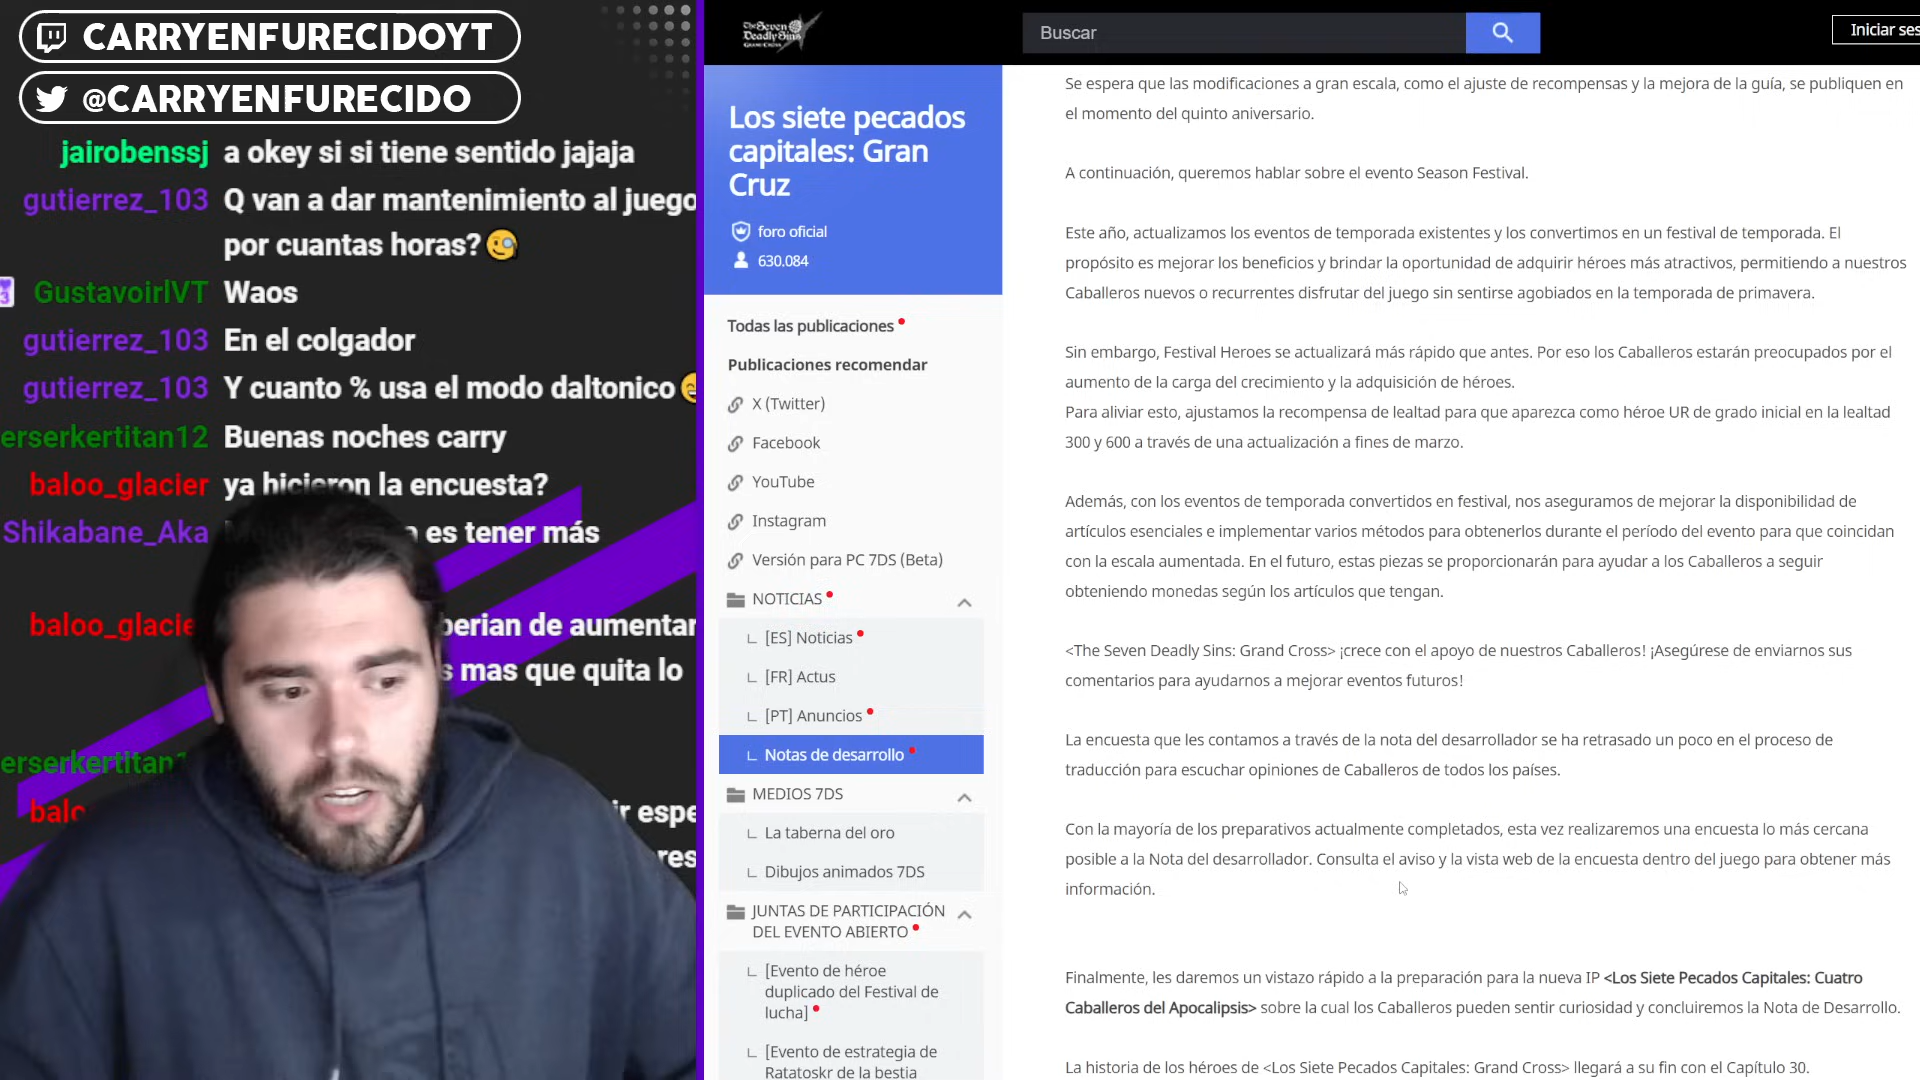 CARRYENFURECIDOYT
@CARRYENFURECIDO
jairobenssj a okey si si tiene sentido jajaja
gutierrez_103 Q van a dar mantenimiento al juego
por cuantas horas?
GustavoirlVT Waos
gutierrez_103 En el colgador
gutierrez_103 Y cuanto % usa el modo daltonico
erserkertitan12 Buenas noches carry
baloo_glacier ya hicieron la encuesta?
Shikabane_Aka es tener más
baloo_glacie berian de aumentar
s mas que quita lo
erserkertitan
baloo
The Seven
Deadly Sins
GRAND CROSS
Buscar
Iniciar ses
Los siete pecados
capitales: Gran
Cruz
foro oficial
630.084
Todas las publicaciones
Publicaciones recomendar
X (Twitter)
Facebook
YouTube
Instagram
Versión para PC 7DS (Beta)
NOTICIAS
[ES] Noticias
[FR] Actus
[PT] Anuncios
Notas de desarrollo
MEDIOS 7DS
La taberna del oro
Dibujos animados 7DS
JUNTAS DE PARTICIPACIÓN
DEL EVENTO ABIERTO
[Evento de héroe
duplicado del Festival de
lucha]
[Evento de estrategia de
Ratatoskr de la bestia
Se espera que las modificaciones a gran escala, como el ajuste de recompensas y la mejora de la guía, se publiquen en
el momento del quinto aniversario.
A continuación, queremos hablar sobre el evento Season Festival.
Este año, actualizamos los eventos de temporada existentes y los convertimos en un festival de temporada. El
propósito es mejorar los beneficios y brindar la oportunidad de adquirir héroes más atractivos, permitiendo a nuestros
Caballeros nuevos o recurrentes disfrutar del juego sin sentirse agobiados en la temporada de primavera.
Sin embargo, Festival Heroes se actualizará más rápido que antes. Por eso los Caballeros estarán preocupados por el
aumento de la carga del crecimiento y la adquisición de héroes.
Para aliviar esto, ajustamos la recompensa de lealtad para que aparezca como héroe UR de grado inicial en la lealtad
300 y 600 a través de una actualización a fines de marzo.
Además, con los eventos de temporada convertidos en festival, nos aseguramos de mejorar la disponibilidad de
artículos esenciales e implementar varios métodos para obtenerlos durante el período del evento para que coincidan
con la escala aumentada. En el futuro, estas piezas se proporcionarán para ayudar a los Caballeros a seguir
obteniendo monedas según los artículos que tengan.
<The Seven Deadly Sins: Grand Cross> ¡crece con el apoyo de nuestros Caballeros! ¡Asegúrese de enviarnos sus
comentarios para ayudarnos a mejorar eventos futuros!
La encuesta que les contamos a través de la nota del desarrollador se ha retrasado un poco en el proceso de
traducción para escuchar opiniones de Caballeros de todos los países.
Con la mayoría de los preparativos actualmente completados, esta vez realizaremos una encuesta lo más cercana
posible a la Nota del desarrollador. Consulta el aviso y la vista web de la encuesta dentro del juego para obtener más
información.
Finalmente, les daremos un vistazo rápido a la preparación para la nueva IP <Los Siete Pecados Capitales: Cuatro
Caballeros del Apocalipsis> sobre la cual los Caballeros pueden sentir curiosidad y concluiremos la Nota de Desarrollo.
La historia de los héroes de <Los Siete Pecados Capitales: Grand Cross> llegará a su fin con el Capítulo 30.